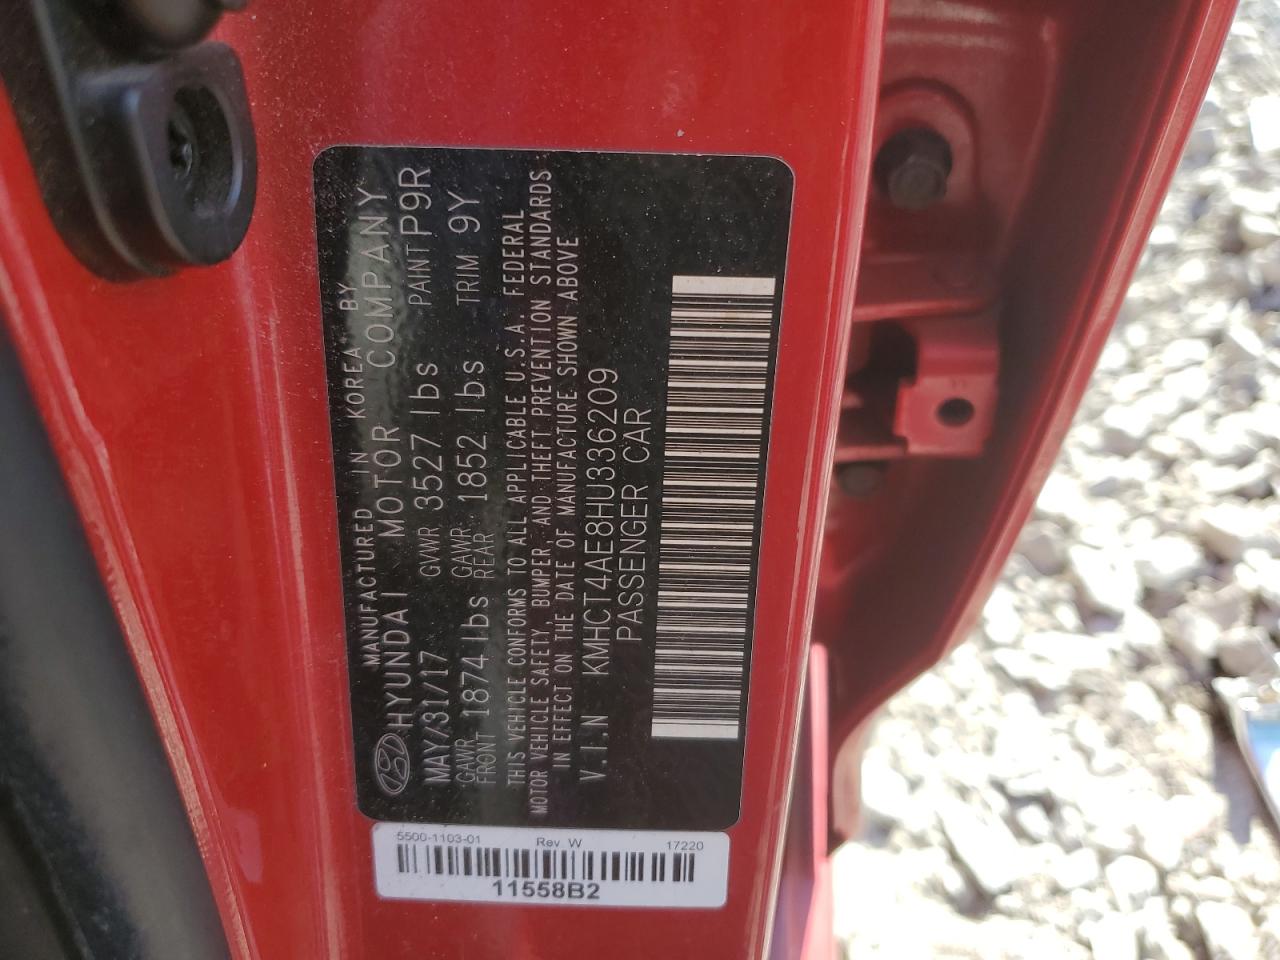 MANUFACTURED IN KOREA BY
HYUNDAI MOTOR COMPANY
MAY/31/17 GVWR 3527 lbs PAINT P9R
GAWR FRONT 1874 lbs GAWR REAR 1852 lbs TRIM 9Y
THIS VEHICLE CONFORMS TO ALL APPLICABLE U.S.A. FEDERAL
MOTOR VEHICLE SAFETY, BUMPER, AND THEFT PREVENTION STANDARDS
IN EFFECT ON THE DATE OF MANUFACTURE SHOWN ABOVE
V.I.N KMHCT4AE8HU336209
PASSENGER CAR
5500-1103-01 Rev. W 17220
11558B2